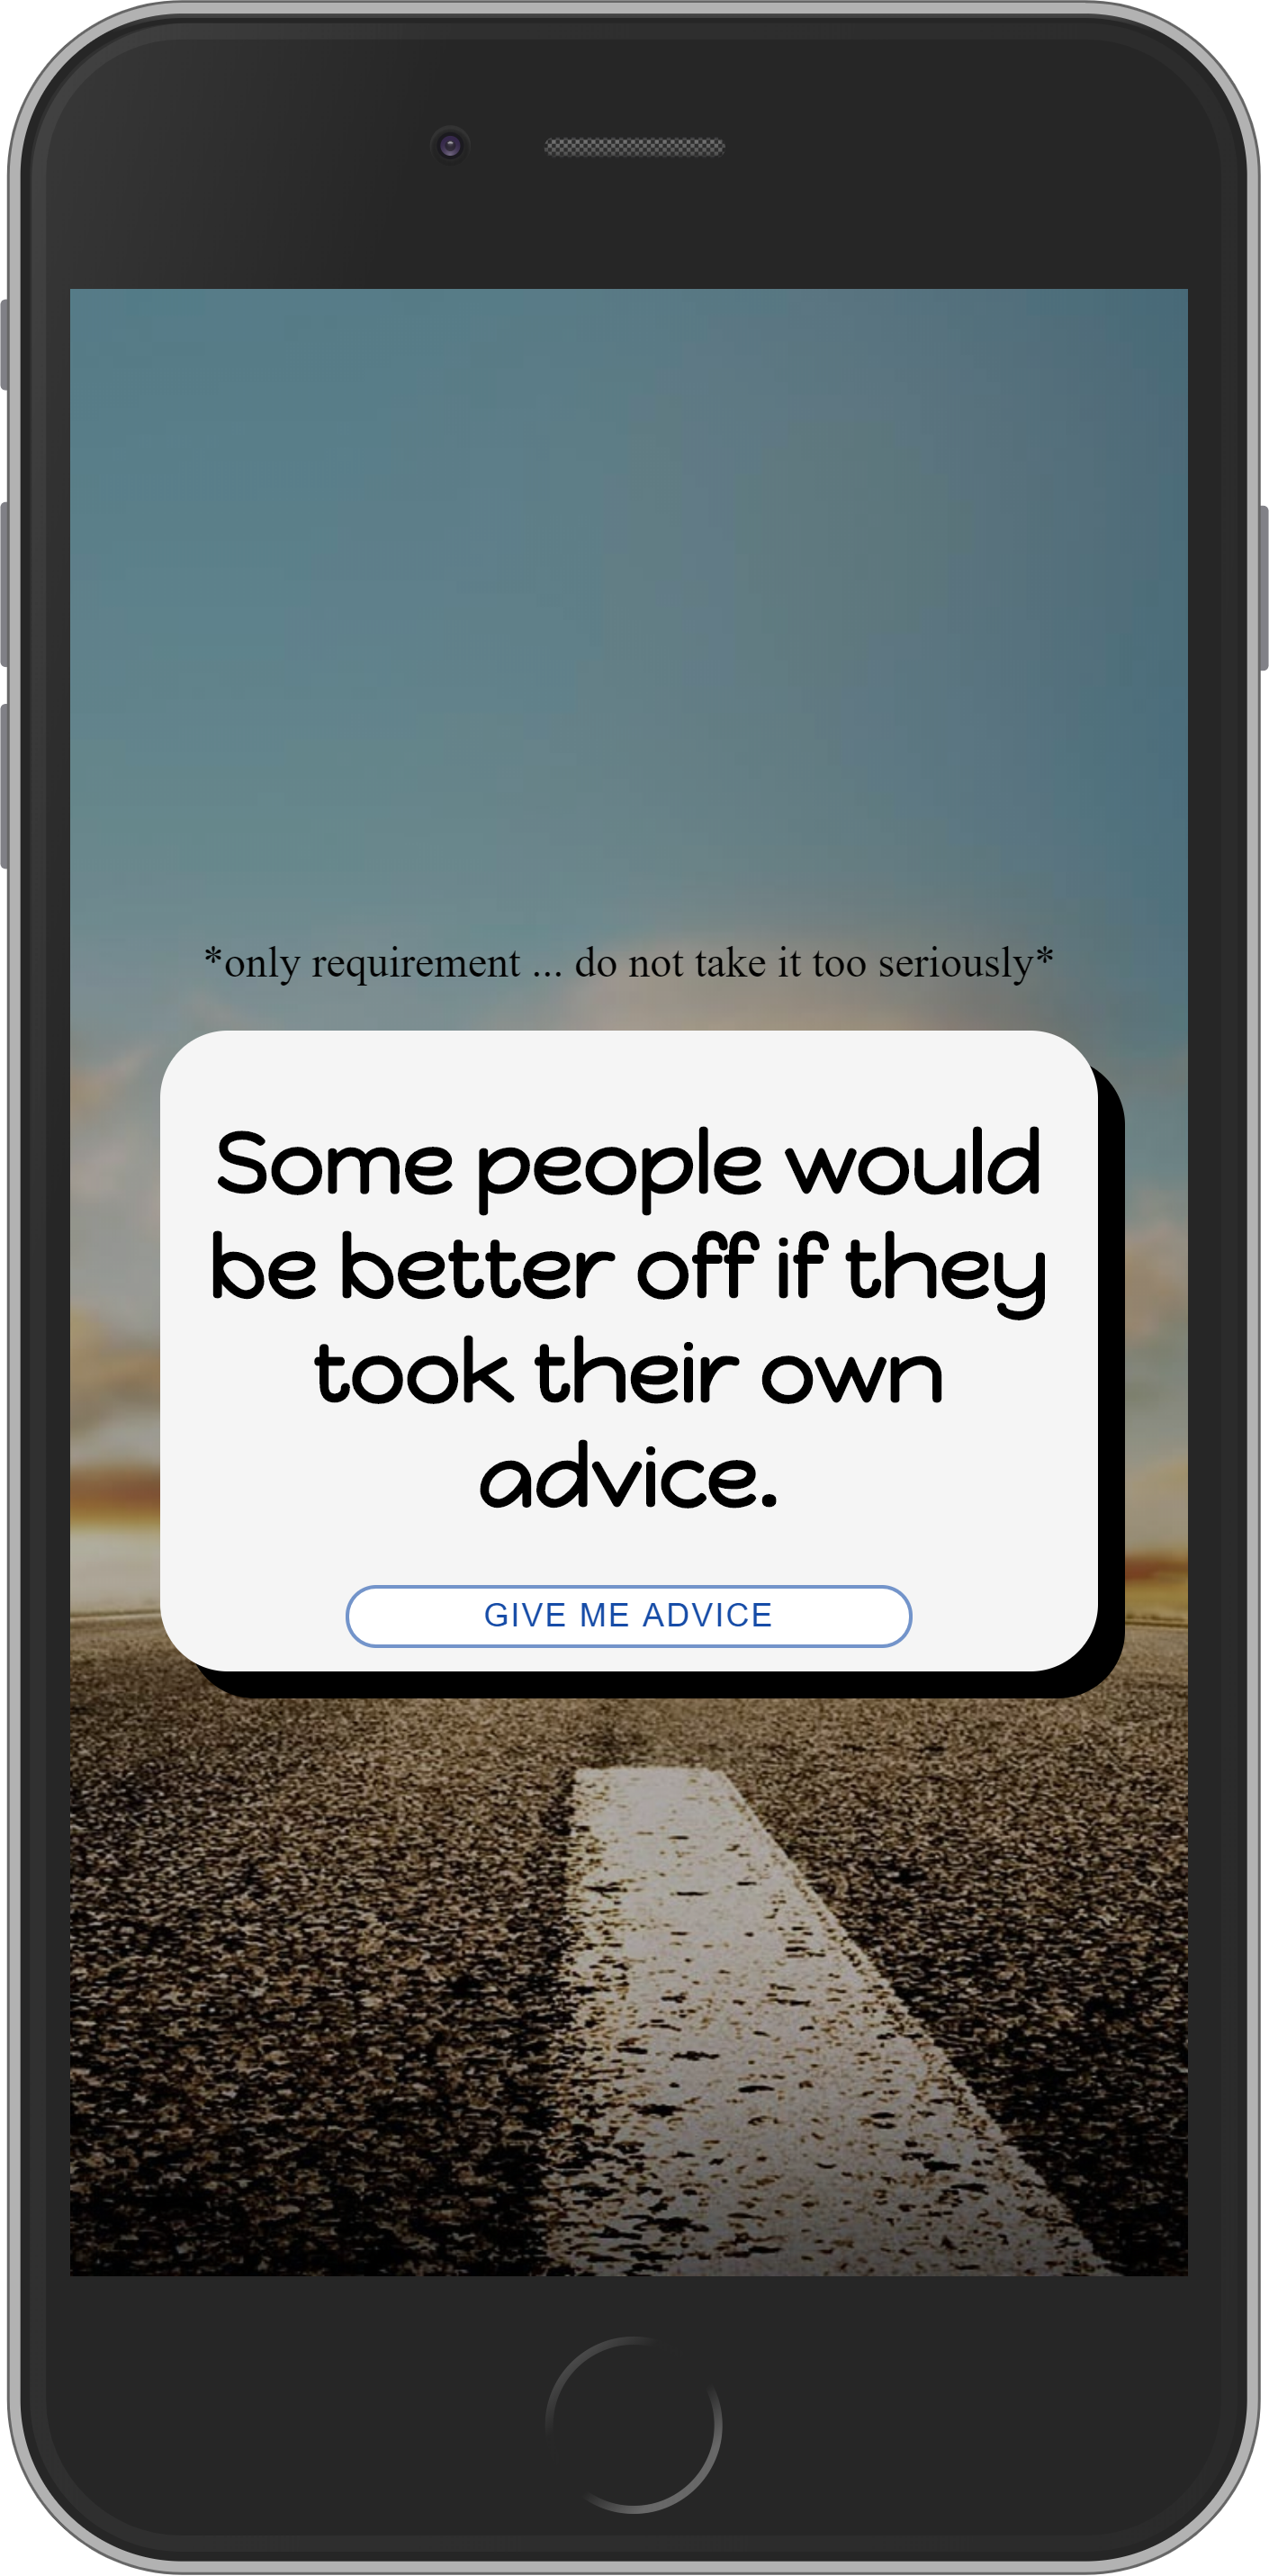 *only requirement ... do not take it too seriously*
Some people would
be better off if they
took their own
advice.
GIVE ME ADVICE